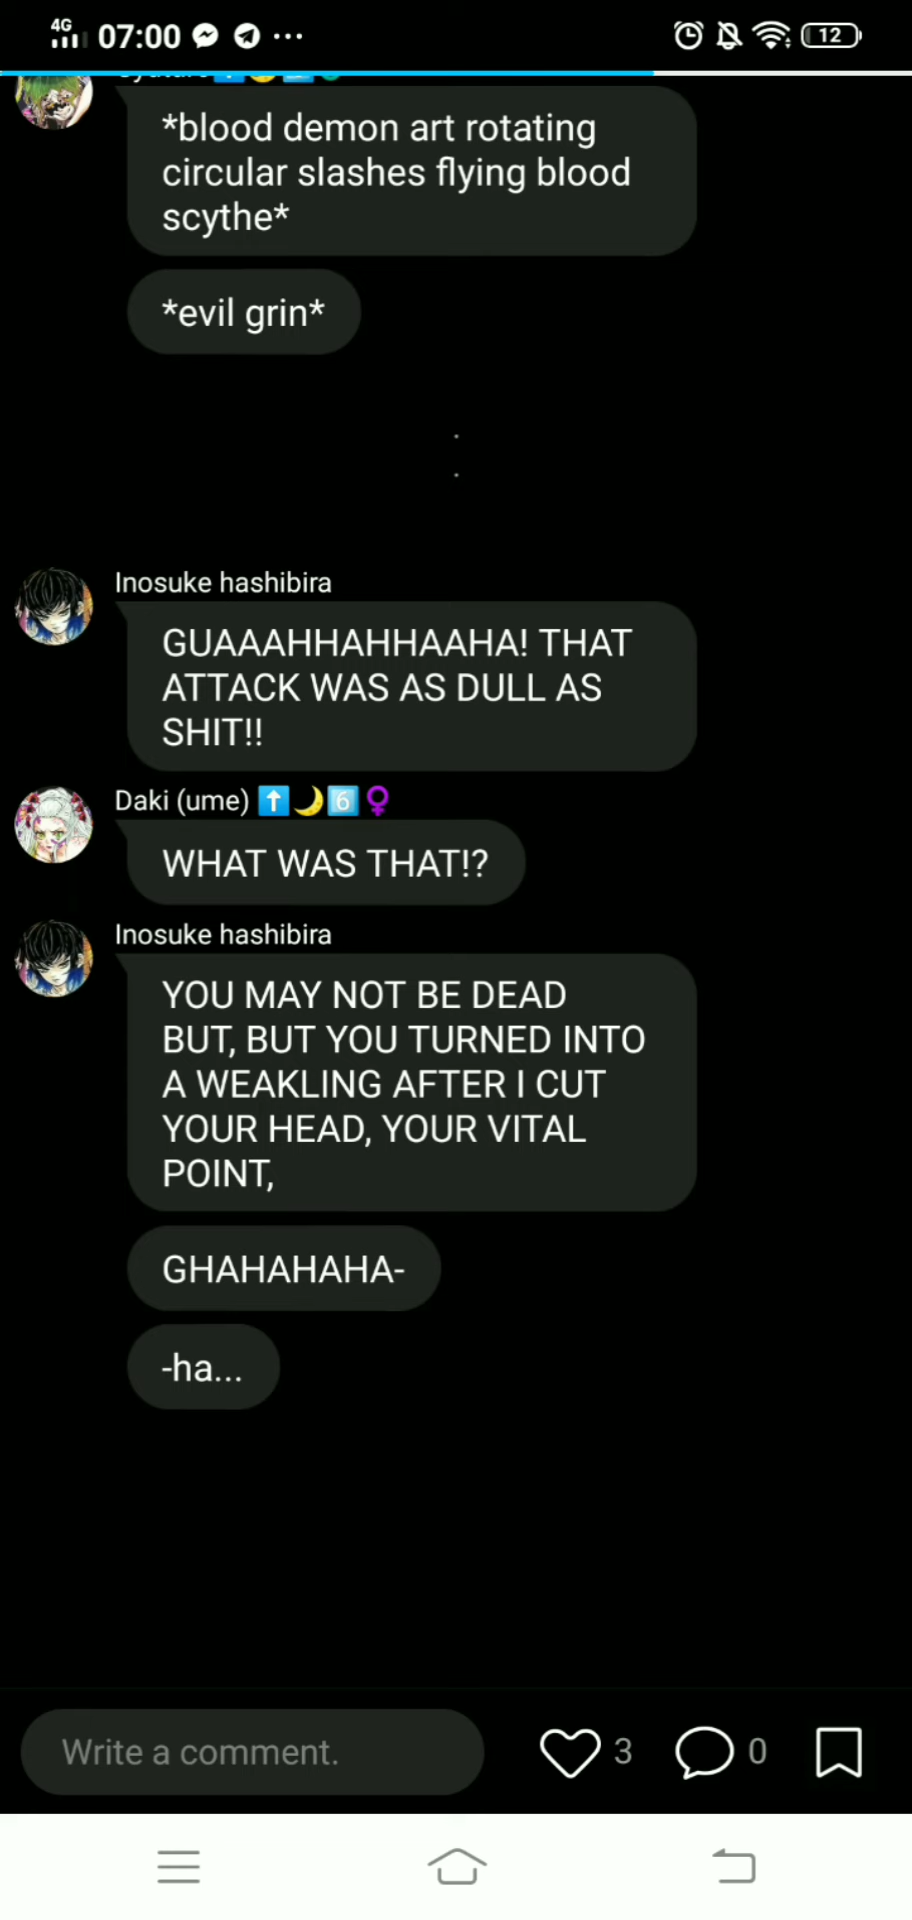 4G 07:00 12
*blood demon art rotating
circular slashes flying blood
scythe*
*evil grin*
.
.
Inosuke hashibira
GUAAAHHAHHAAHA! THAT
ATTACK WAS AS DULL AS
SHIT!!
Daki (ume) ⬆️🌙6️⃣♀️
WHAT WAS THAT!?
Inosuke hashibira
YOU MAY NOT BE DEAD
BUT, BUT YOU TURNED INTO
A WEAKLING AFTER I CUT
YOUR HEAD, YOUR VITAL
POINT,
GHAHAHAHA-
-ha...
Write a comment. 3 0